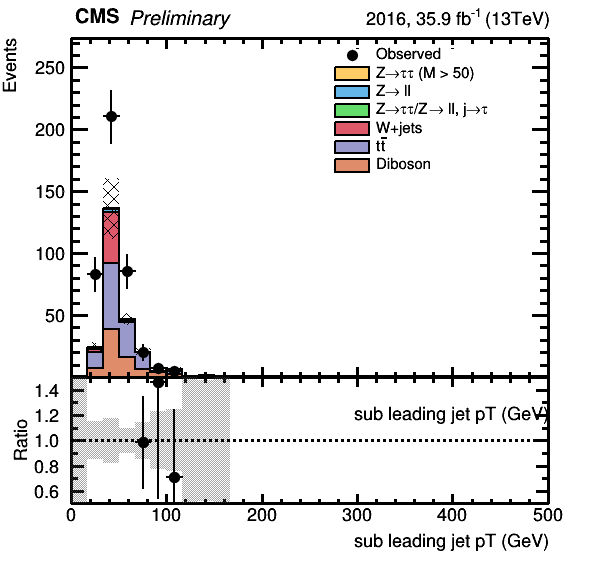 CMS Preliminary 2016, 35.9 fb⁻¹ (13TeV)
Events
250
200
150
100
50
Observed
Z→ττ (M > 50)
Z→ ll
Z→ττ/Z→ ll, j→τ
W+jets
tt̄
Diboson
Ratio
1.4
1.2
1.0
0.8
0.6
sub leading jet pT (GeV)
0 100 200 300 400 500
sub leading jet pT (GeV)